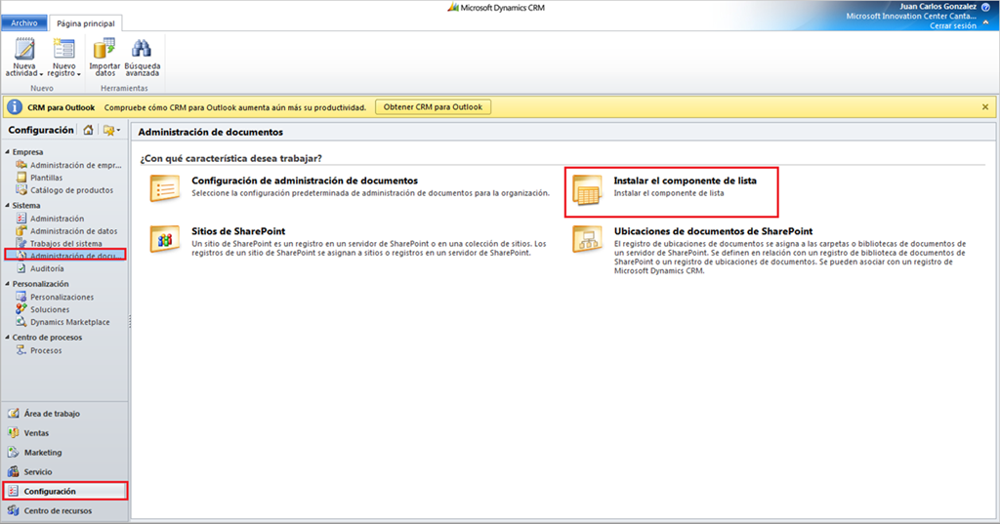 Microsoft Dynamics CRM
Juan Carlos Gonzalez
Microsoft Innovation Center Canta...
Cerrar sesión
Archivo
Página principal
Nueva actividad
Nuevo registro
Importar datos
Búsqueda avanzada
Nuevo
Herramientas
CRM para Outlook Compruebe cómo CRM para Outlook aumenta aún más su productividad. Obtener CRM para Outlook
Configuración
Empresa
Administración de empr...
Plantillas
Catálogo de productos
Sistema
Administración
Administración de datos
Trabajos del sistema
Administración de docu...
Auditoría
Personalización
Personalizaciones
Soluciones
Dynamics Marketplace
Centro de procesos
Procesos
Área de trabajo
Ventas
Marketing
Servicio
Configuración
Centro de recursos
Administración de documentos
¿Con qué característica desea trabajar?
Configuración de administración de documentos
Seleccione la configuración predeterminada de administración de documentos para la organización.
Instalar el componente de lista
Instalar el componente de lista
Sitios de SharePoint
Un sitio de SharePoint es un registro en un servidor de SharePoint o en una colección de sitios. Los
registros de un sitio de SharePoint se asignan a sitios o registros en un servidor de SharePoint.
Ubicaciones de documentos de SharePoint
El registro de ubicaciones de documentos se asigna a las carpetas o bibliotecas de documentos de
un servidor de SharePoint. Se definen en relación con un registro de biblioteca de documentos de
SharePoint o un registro de ubicaciones de documentos. Se pueden asociar con un registro de
Microsoft Dynamics CRM.